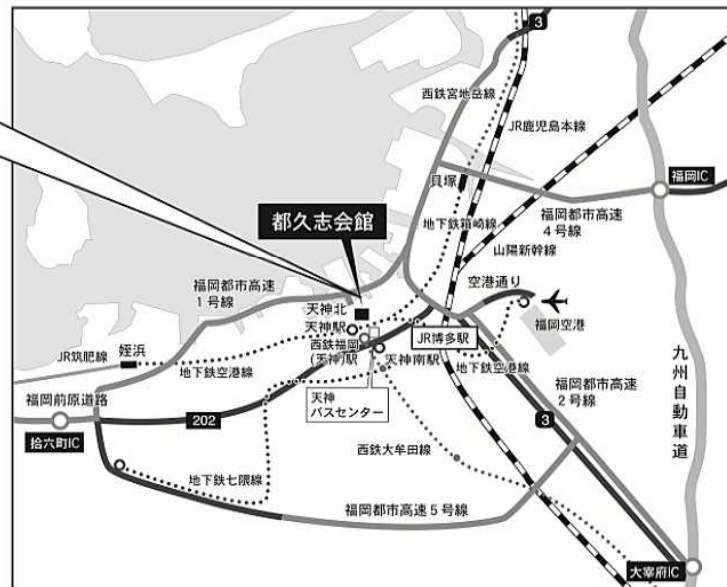 3
西鉄宮地岳線
JR鹿児島本線
貝塚
福岡IC
都久志会館
地下鉄箱崎線
福岡都市高速
4号線
山陽新幹線
福岡都市高速
1号線
空港通り
天神北
天神駅
福岡空港
西鉄福岡
(天神)駅
JR博多駅
天神南駅
JR筑肥線
姪浜
地下鉄空港線
地下鉄空港線
九州自動車道
福岡前原道路
天神
バスセンター
福岡都市高速
2号線
202
3
拾六町IC
西鉄大牟田線
地下鉄七隈線
福岡都市高速5号線
大宰府IC